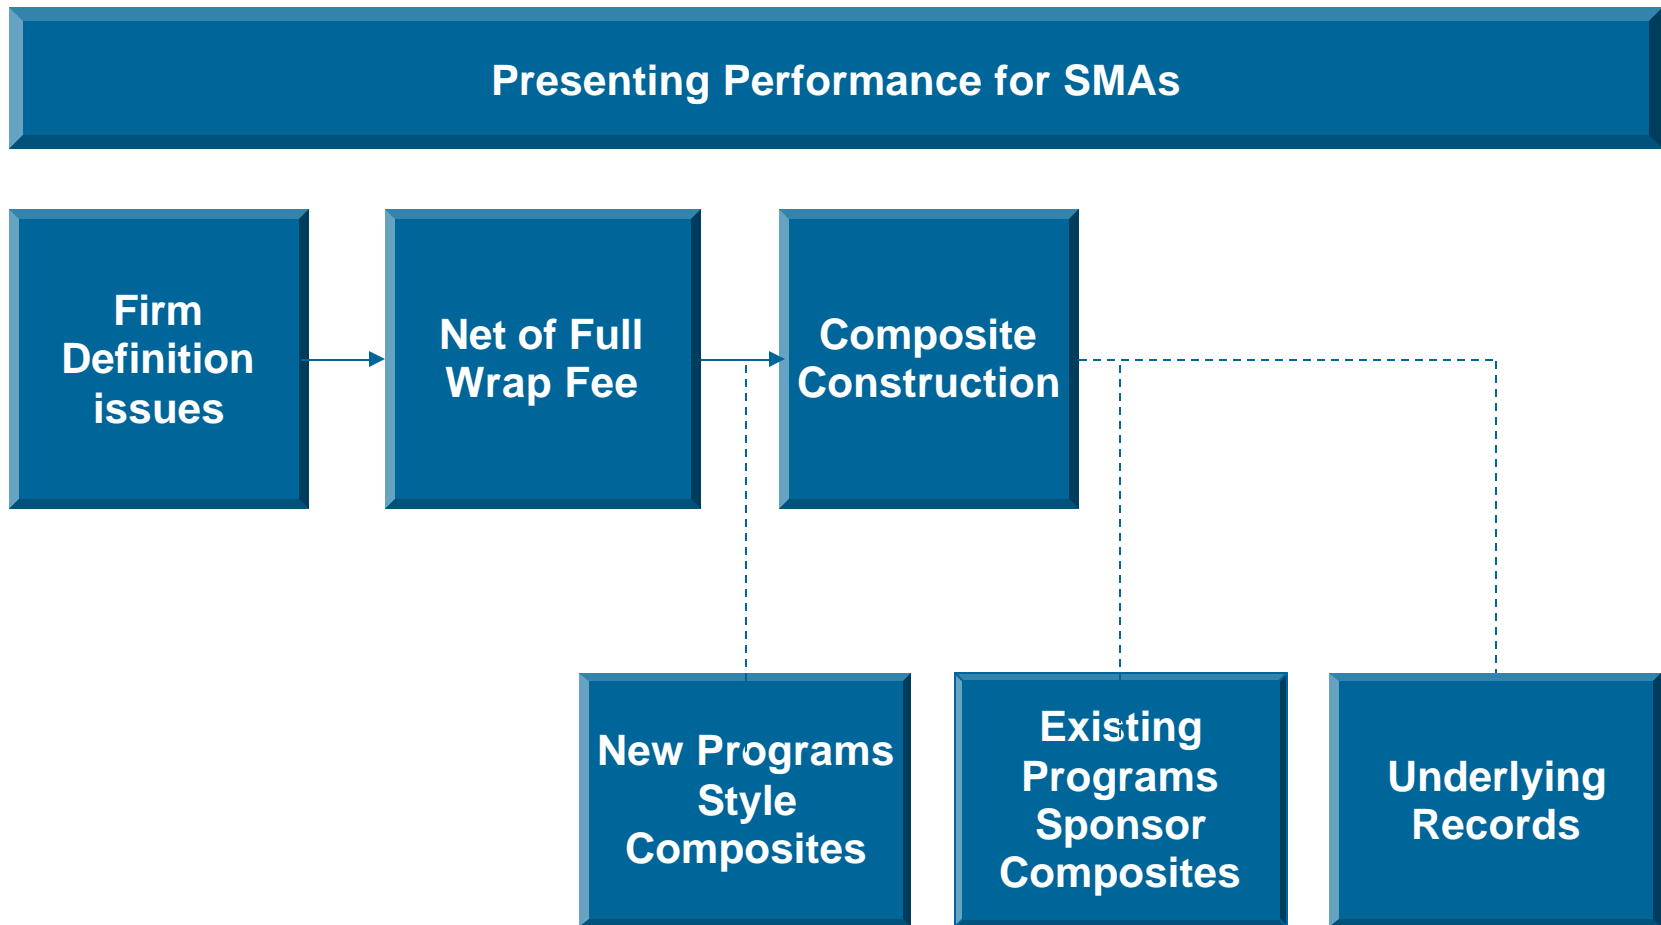 Presenting Performance for SMAs
Firm
Definition
issues
Net of Full
Wrap Fee
Composite
Construction
New Programs
Style
Composites
Existing
Programs
Sponsor
Composites
Underlying
Records